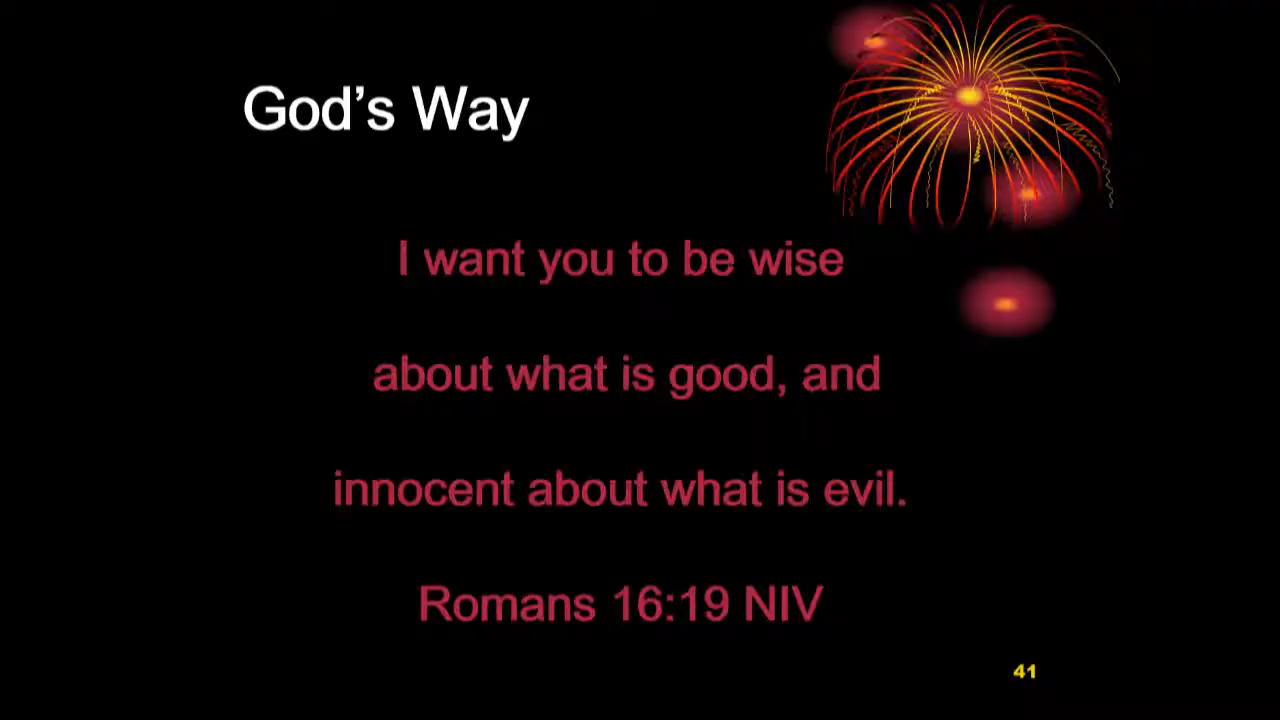 God’s Way
I want you to be wise
about what is good, and
innocent about what is evil.
Romans 16:19 NIV
41